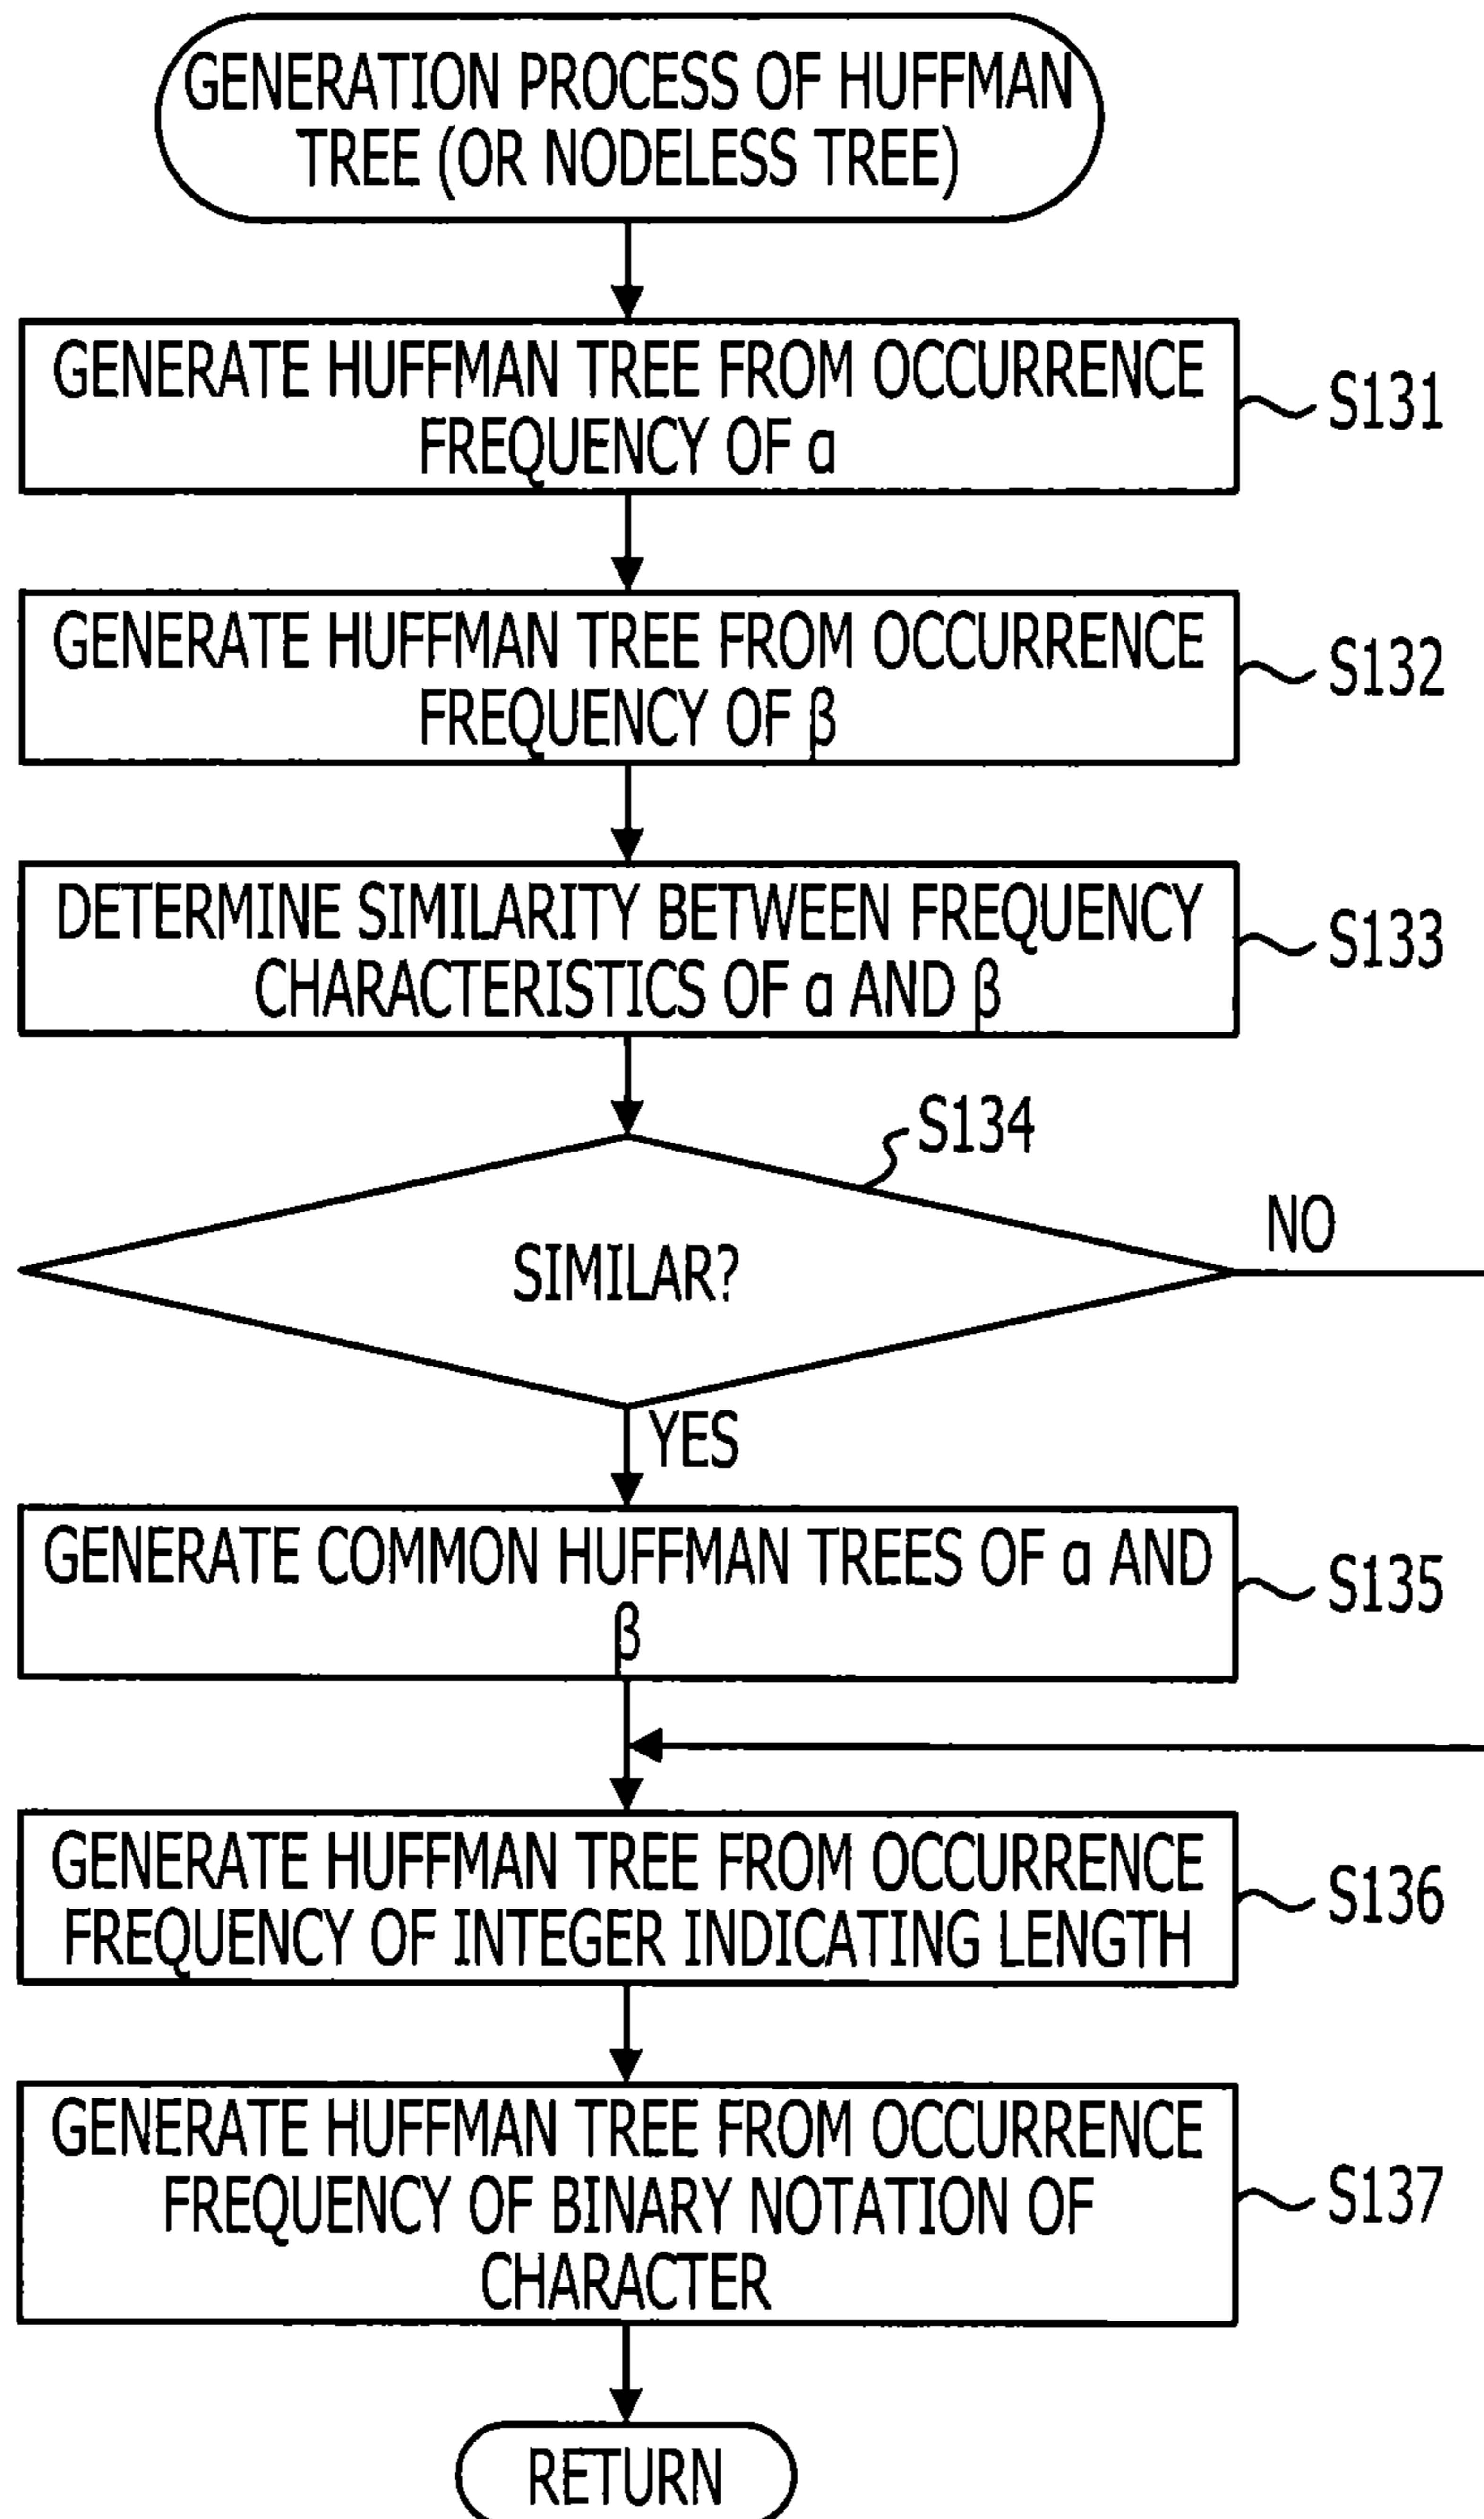 GENERATION PROCESS OF HUFFMAN
TREE (OR NODELESS TREE)
GENERATE HUFFMAN TREE FROM OCCURRENCE
FREQUENCY OF α
S131
GENERATE HUFFMAN TREE FROM OCCURRENCE
FREQUENCY OF β
S132
DETERMINE SIMILARITY BETWEEN FREQUENCY
CHARACTERISTICS OF α AND β
S133
S134
SIMILAR?
NO
YES
GENERATE COMMON HUFFMAN TREES OF α AND
β
S135
GENERATE HUFFMAN TREE FROM OCCURRENCE
FREQUENCY OF INTEGER INDICATING LENGTH
S136
GENERATE HUFFMAN TREE FROM OCCURRENCE
FREQUENCY OF BINARY NOTATION OF
CHARACTER
S137
RETURN